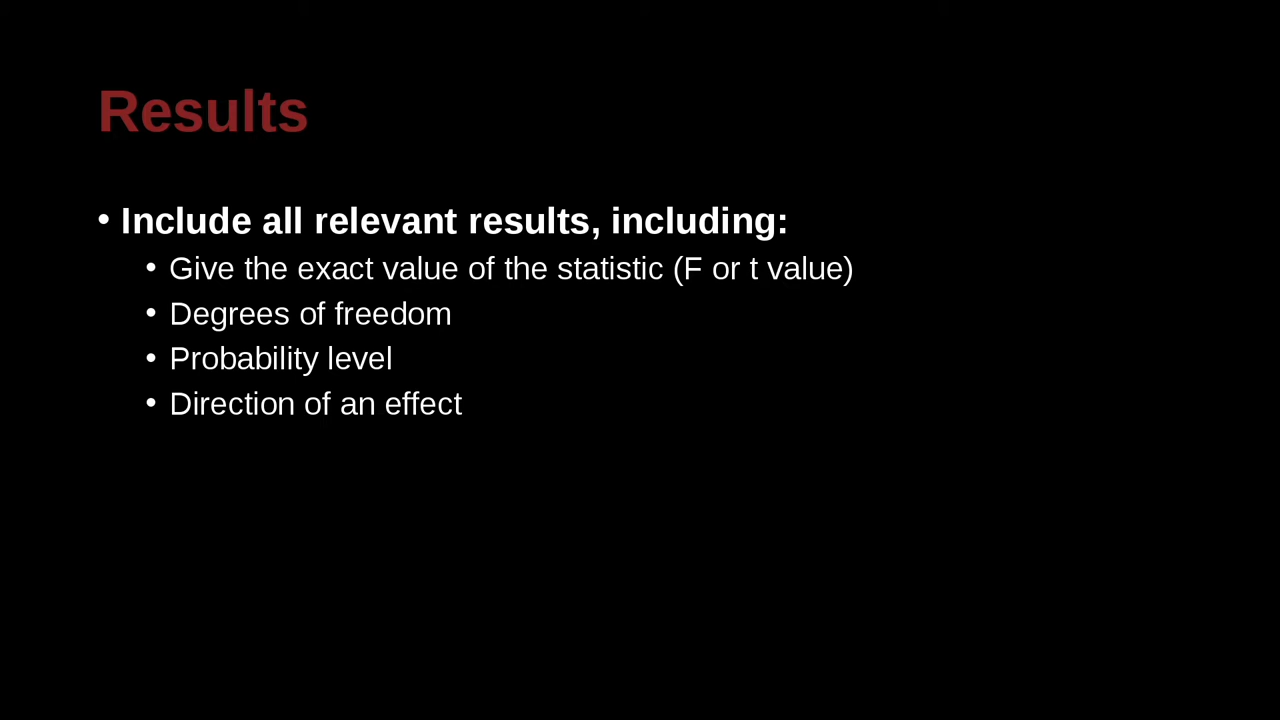 Results
• Include all relevant results, including:
• Give the exact value of the statistic (F or t value)
• Degrees of freedom
• Probability level
• Direction of an effect